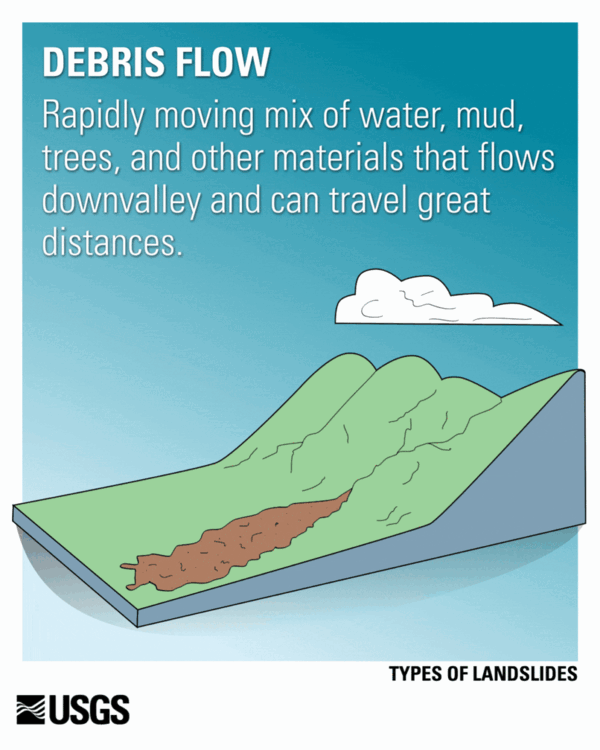 DEBRIS FLOW
Rapidly moving mix of water, mud,
trees, and other materials that flows
downvalley and can travel great
distances.
TYPES OF LANDSLIDES
USGS